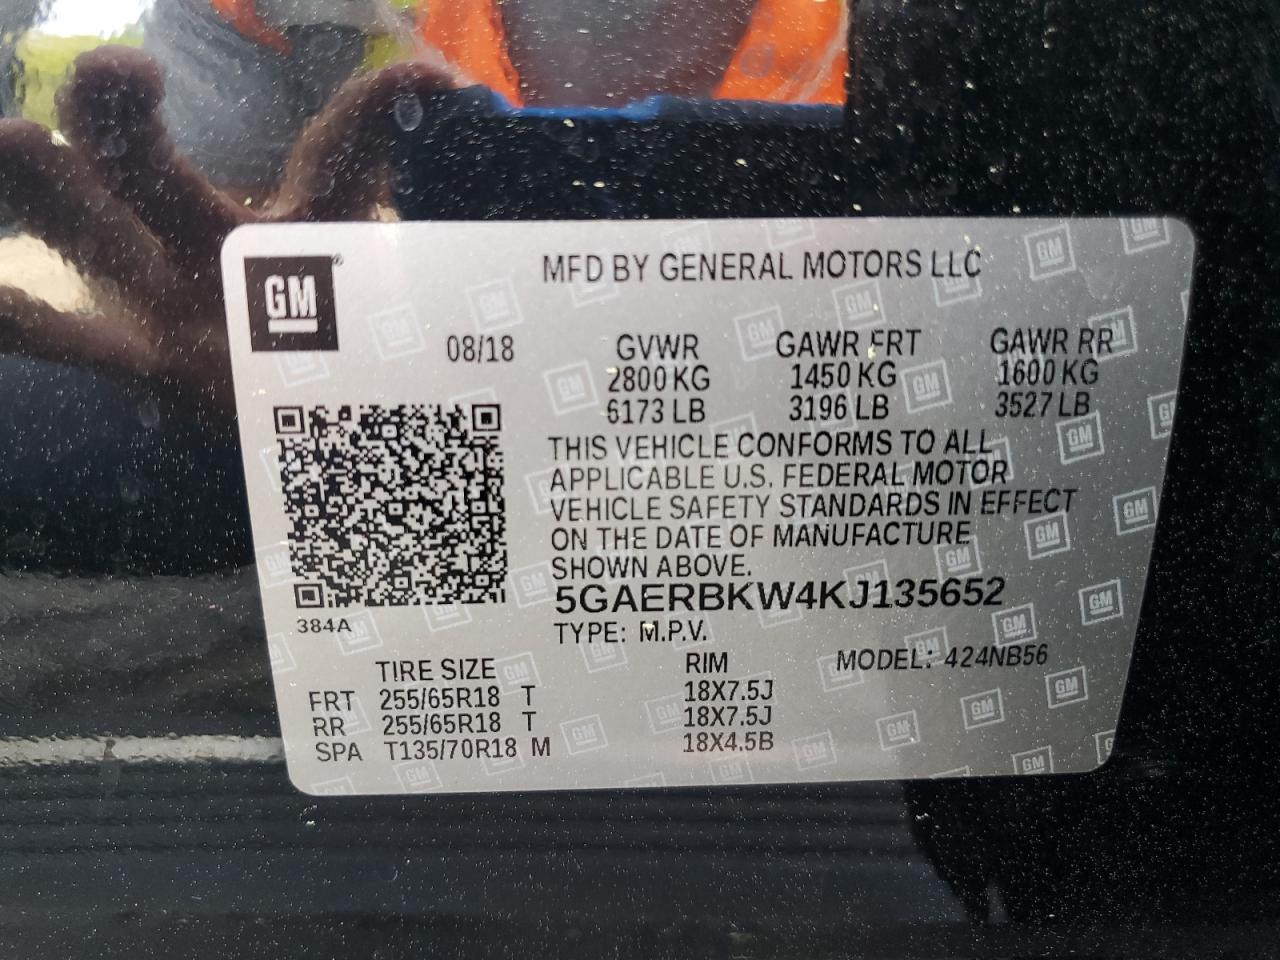 GM
MFD BY GENERAL MOTORS LLC
08/18 GVWR GAWR FRT GAWR RR
2800 KG 1450 KG 1600 KG
6173 LB 3196 LB 3527 LB
THIS VEHICLE CONFORMS TO ALL
APPLICABLE U.S. FEDERAL MOTOR
VEHICLE SAFETY STANDARDS IN EFFECT
ON THE DATE OF MANUFACTURE
SHOWN ABOVE.
5GAERBKW4KJ135652
384A
TYPE: M.P.V.
TIRE SIZE RIM MODEL: 424NB56
FRT 255/65R18 T 18X7.5J
RR 255/65R18 T 18X7.5J
SPA T135/70R18 M 18X4.5B